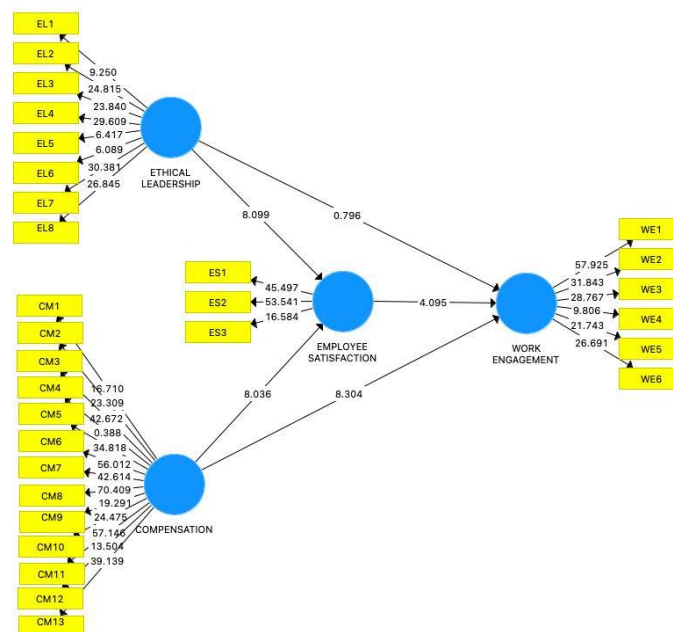 EL1
EL2
EL3
EL4
EL5
EL6
EL7
EL8
9.250
24.815
23.840
29.609
6.417
6.089
30.381
26.845
ETHICAL
LEADERSHIP
8.099
0.796
ES1
ES2
ES3
45.497
53.541
16.584
EMPLOYEE
SATISFACTION
4.095
WORK
ENGAGEMENT
57.925
31.843
28.767
9.806
21.743
26.691
WE1
WE2
WE3
WE4
WE5
WE6
8.036
8.304
CM1
CM2
CM3
CM4
CM5
CM6
CM7
CM8
CM9
CM10
CM11
CM12
CM13
16.710
23.309
42.672
0.388
34.818
56.012
42.614
70.409
19.291
24.475
57.146
13.504
39.139
COMPENSATION